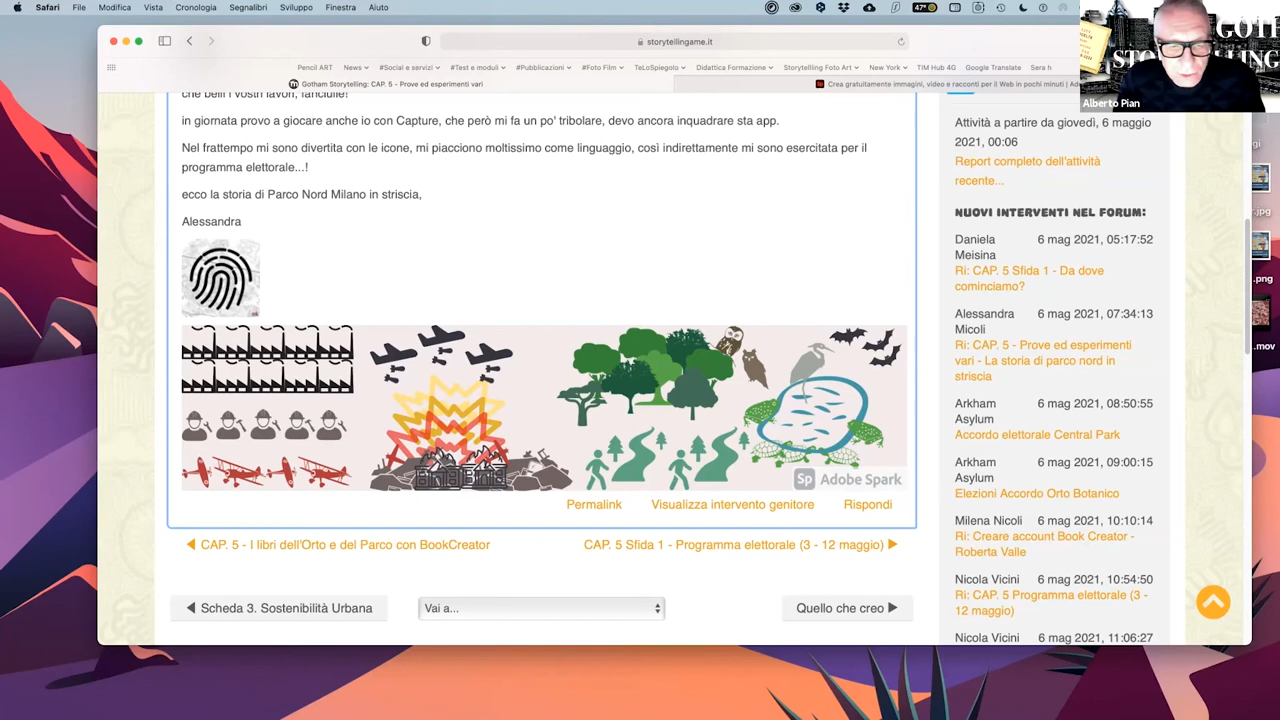 Safari File Modifica Vista Cronologia Segnalibri Sviluppo Finestra Aiuto
47°
storytellingame.it
Pencil ART News #Social e servizi #Test e moduli #Pubblicazioni #Foto Film TeLoSpiego Didattica Formazione Storytellling Foto Art New York TIM Hub 4G Google Translate Sera h
Gotham Storytelling: CAP. 5 - Prove ed esperimenti vari
Crea gratuitamente immagini, video e racconti per il Web in pochi minuti | Ad
Alberto Pian
che belli i vostri lavori, fanciulle!
in giornata provo a giocare anche io con Capture, che però mi fa un po' tribolare, devo ancora inquadrare sta app.
Nel frattempo mi sono divertita con le icone, mi piacciono moltissimo come linguaggio, così indirettamente mi sono esercitata per il
programma elettorale...!
ecco la storia di Parco Nord Milano in striscia,
Alessandra
Adobe Spark
Sp
Permalink Visualizza intervento genitore Rispondi
CAP. 5 - I libri dell'Orto e del Parco con BookCreator
CAP. 5 Sfida 1 - Programma elettorale (3 - 12 maggio)
Scheda 3. Sostenibilità Urbana
Vai a...
Quello che creo
Attività a partire da giovedì, 6 maggio
2021, 00:06
Report completo dell'attività
recente...
NUOVI INTERVENTI NEL FORUM:
Daniela 6 mag 2021, 05:17:52
Meisina
Ri: CAP. 5 Sfida 1 - Da dove
cominciamo?
Alessandra 6 mag 2021, 07:34:13
Micoli
Ri: CAP. 5 - Prove ed esperimenti
vari - La storia di parco nord in
striscia
Arkham 6 mag 2021, 08:50:55
Asylum
Accordo elettorale Central Park
Arkham 6 mag 2021, 09:00:15
Asylum
Elezioni Accordo Orto Botanico
Milena Nicoli 6 mag 2021, 10:10:14
Ri: Creare account Book Creator -
Roberta Valle
Nicola Vicini 6 mag 2021, 10:54:50
Ri: CAP. 5 Programma elettorale (3 -
12 maggio)
Nicola Vicini 6 mag 2021, 11:06:27
.jpg
.png
.mov